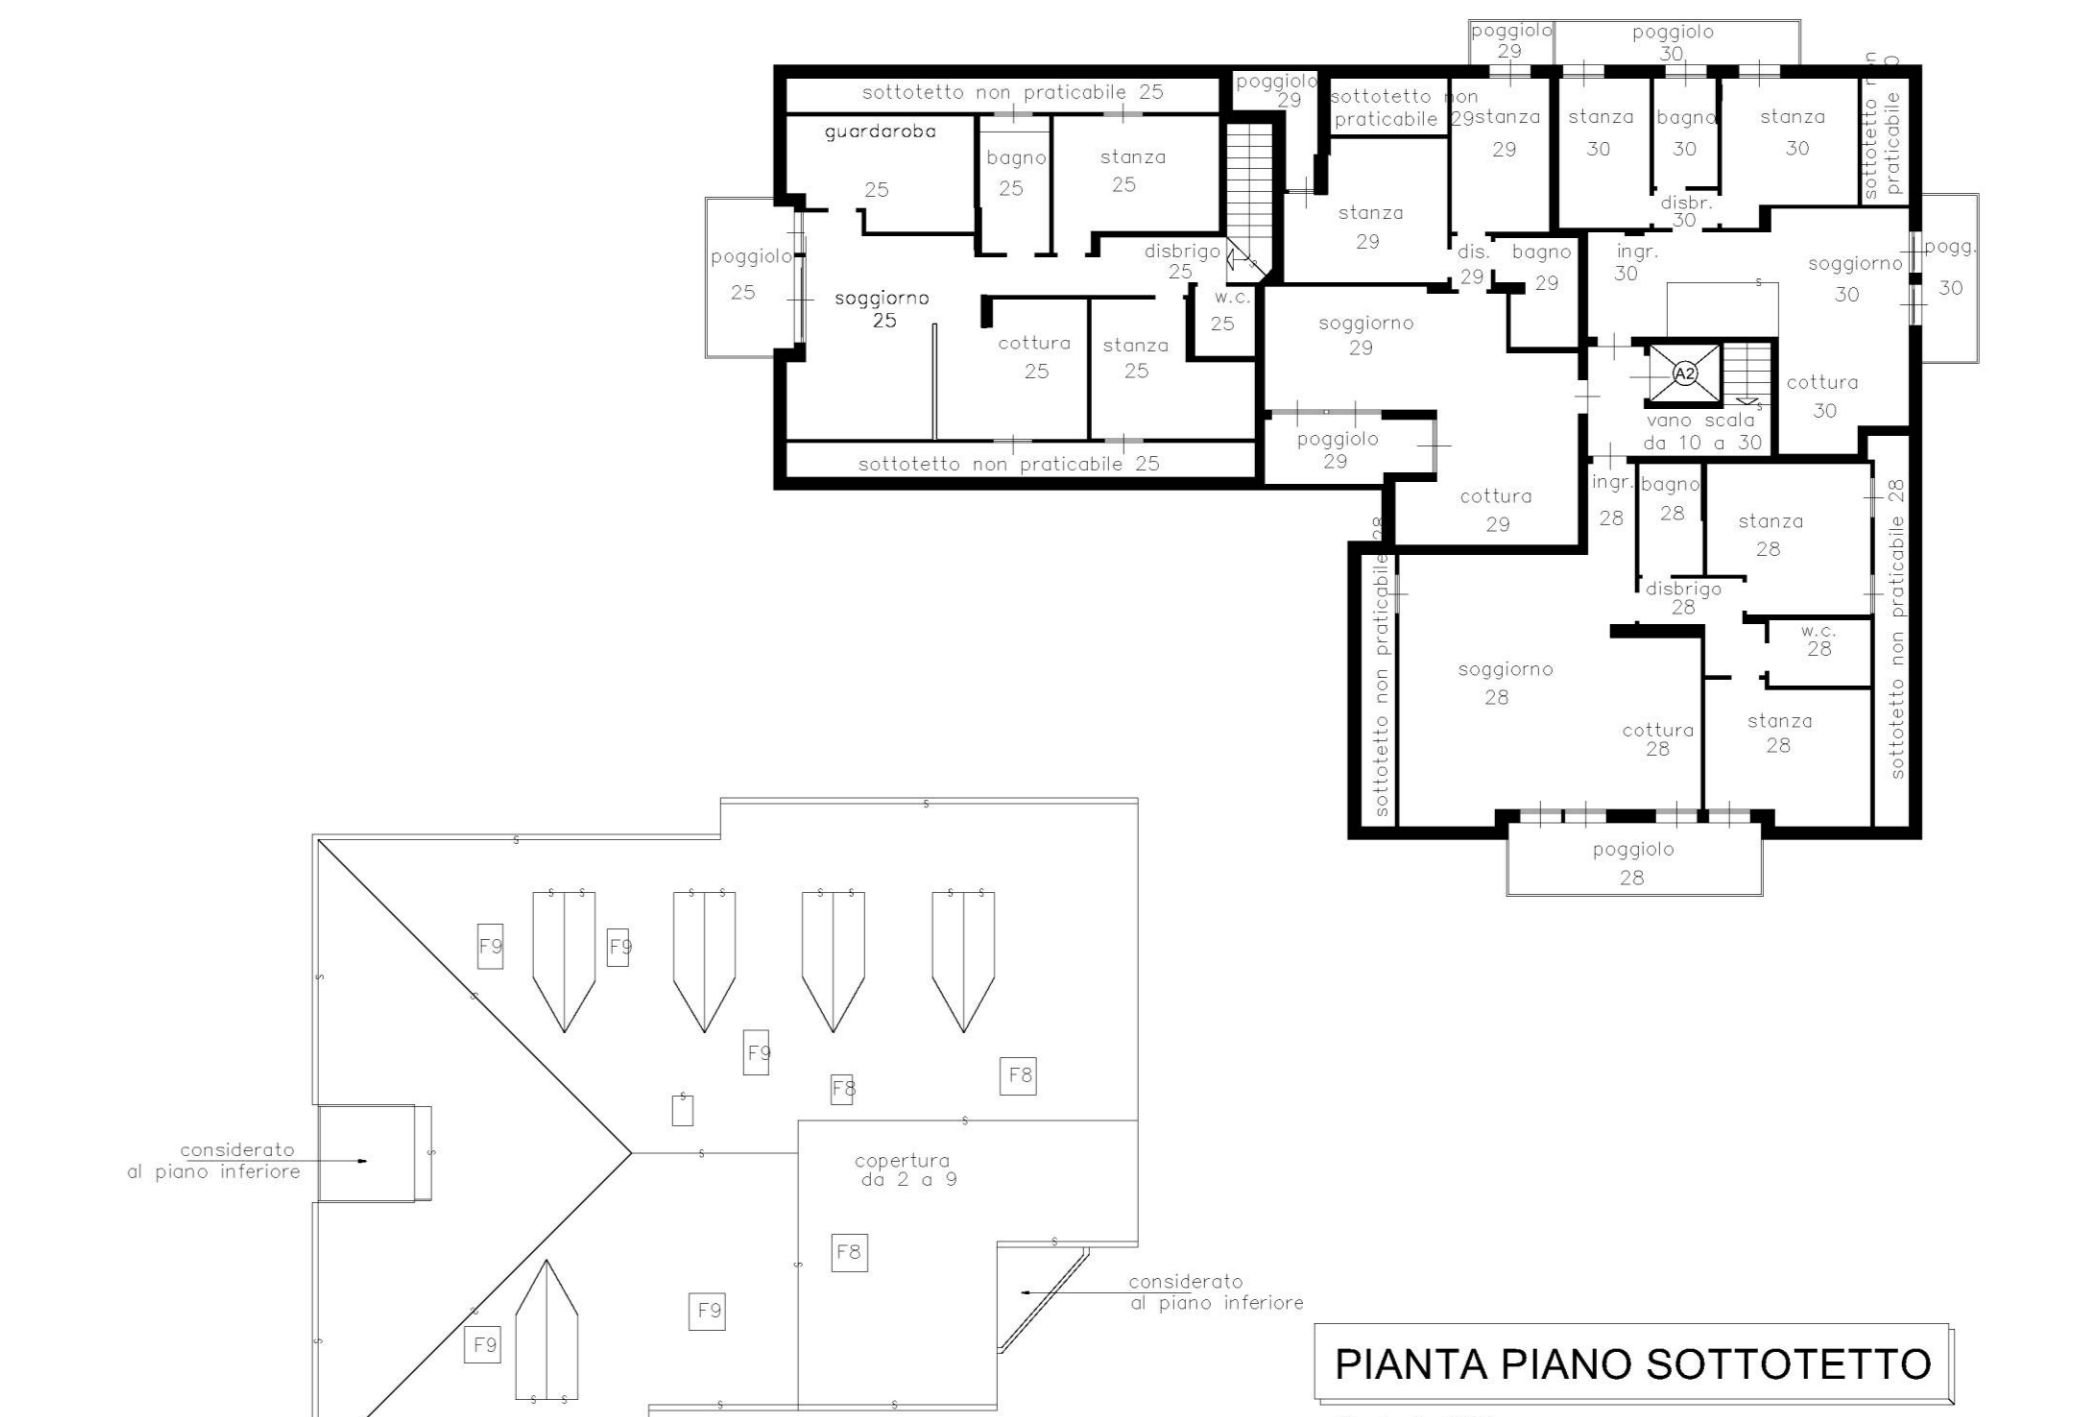 poggiolo
29
poggiolo
30
sottotetto non praticabile 25
poggiolo
29
sottotetto non
praticabile 29
stanza
29
stanza
30
bagno
30
stanza
30
sottotetto non
praticabile 30
guardaroba
25
bagno
25
stanza
25
stanza
29
disbr.
30
poggiolo
25
soggiorno
25
disbrigo
25
s
w.c.
25
dis.
29
bagno
29
ingr.
30
s
soggiorno
30
pogg.
30
cottura
25
stanza
25
soggiorno
29
A2
s
cottura
30
vano scala
da 10 a 30
poggiolo
29
sottotetto non praticabile 25
cottura
29
ingr.
28
bagno
28
stanza
28
sottotetto non praticabile 28
sottotetto non praticabile 28
disbrigo
28
w.c.
28
soggiorno
28
cottura
28
stanza
28
poggiolo
28
s
s
s s
s s
s s
s s
F9
F9
s
s
F9
F8
F8
s
considerato
al piano inferiore
s
s
s
copertura
da 2 a 9
F8
s
s
considerato
al piano inferiore
s
F9
F9
s
s s
s
s
PIANTA PIANO SOTTOTETTO